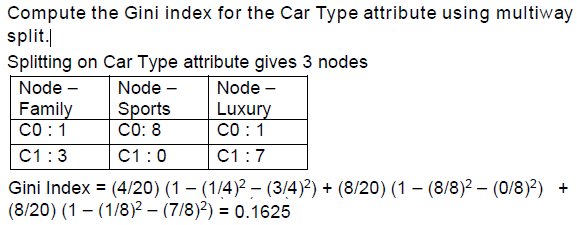 Compute the Gini index for the Car Type attribute using multiway
split.
Splitting on Car Type attribute gives 3 nodes
Node – Family Node – Sports Node – Luxury
C0 : 1 C0: 8 C0 : 1
C1 : 3 C1 : 0 C1 : 7
Gini Index = (4/20) (1 – (1/4)² – (3/4)²) + (8/20) (1 – (8/8)² – (0/8)²) +
(8/20) (1 – (1/8)² – (7/8)²) = 0.1625